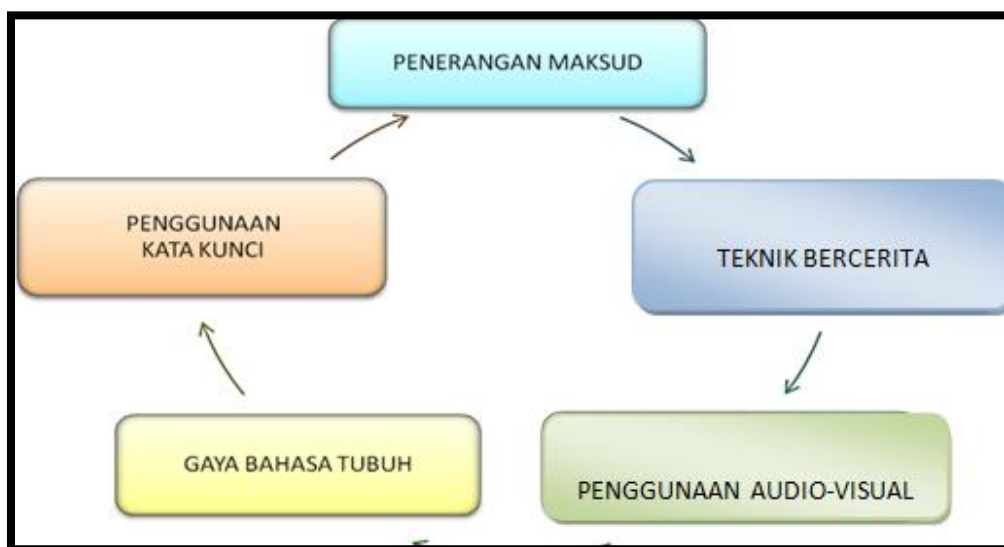 PENERANGAN MAKSUD
PENGGUNAAN
KATA KUNCI
TEKNIK BERCERITA
GAYA BAHASA TUBUH
PENGGUNAAN AUDIO-VISUAL